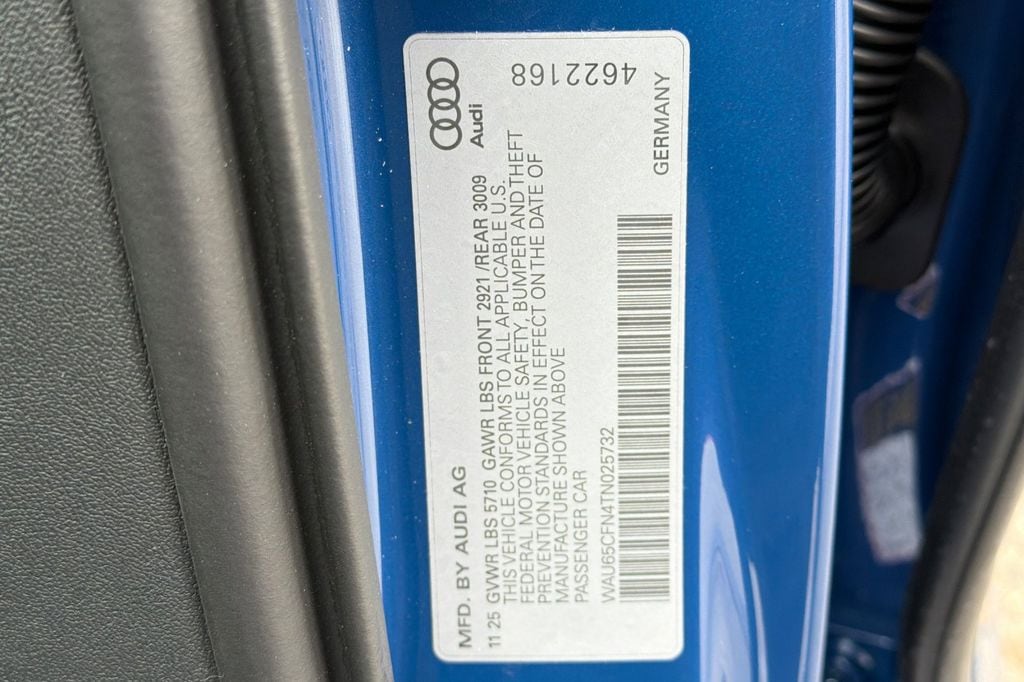 MFD. BY AUDI AG
Audi
11 25 GVWR LBS 5710 GAWR LBS FRONT 2921 /REAR 3009
THIS VEHICLE CONFORMS TO ALL APPLICABLE U.S.
FEDERAL MOTOR VEHICLE SAFETY, BUMPER AND THEFT
PREVENTION STANDARDS IN EFFECT ON THE DATE OF
MANUFACTURE SHOWN ABOVE
PASSENGER CAR
WAU65CFN4TN025732
GERMANY
4622168